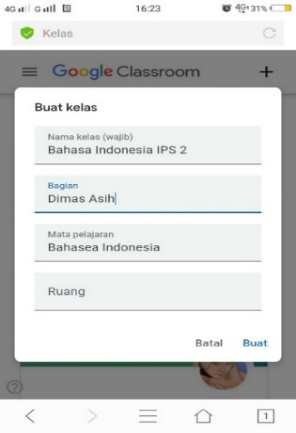 4G G 16:23 4G+ 31%
Kelas
Google Classroom
Buat kelas
Nama kelas (wajib)
Bahasa Indonesia IPS 2
Bagian
Dimas Asih
Mata pelajaran
Bahasea Indonesia
Ruang
Batal Buat
1